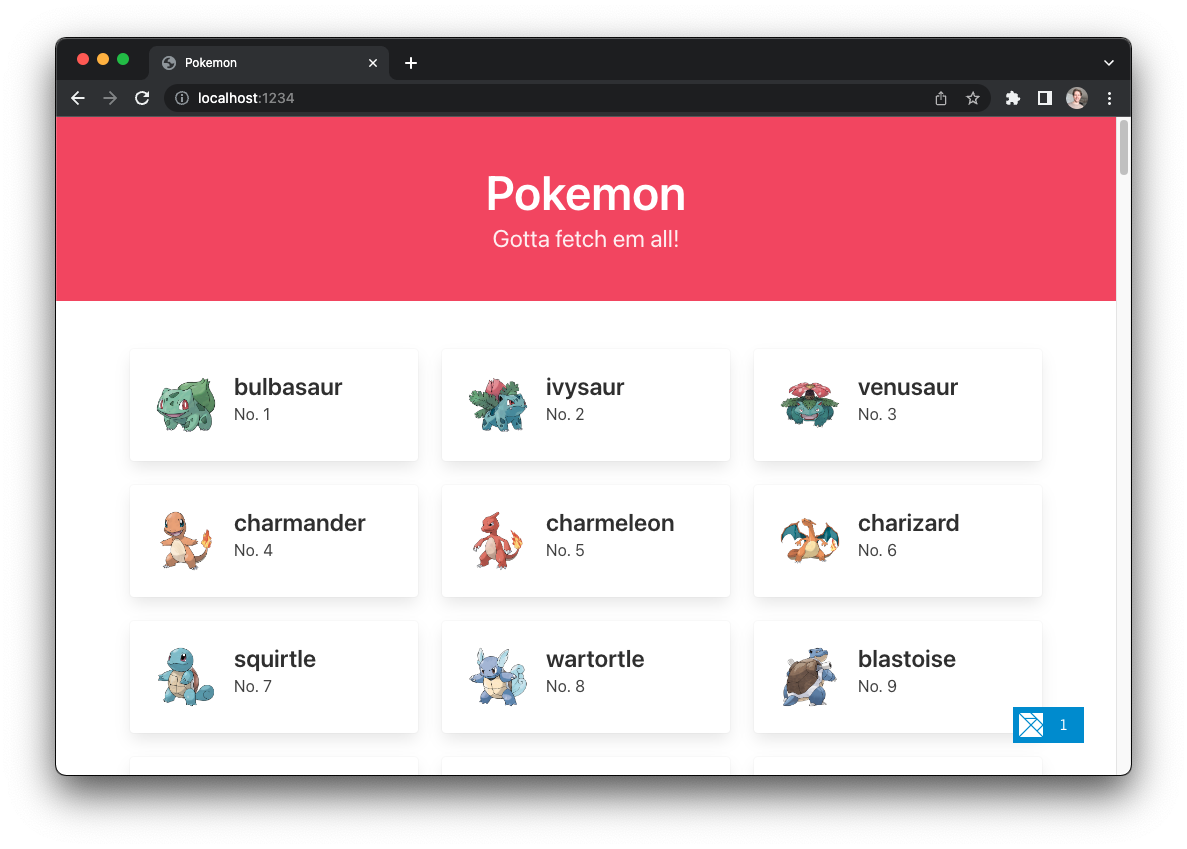 Pokemon
localhost:1234
Pokemon
Gotta fetch em all!
bulbasaur
No. 1
ivysaur
No. 2
venusaur
No. 3
charmander
No. 4
charmeleon
No. 5
charizard
No. 6
squirtle
No. 7
wartortle
No. 8
blastoise
No. 9
1